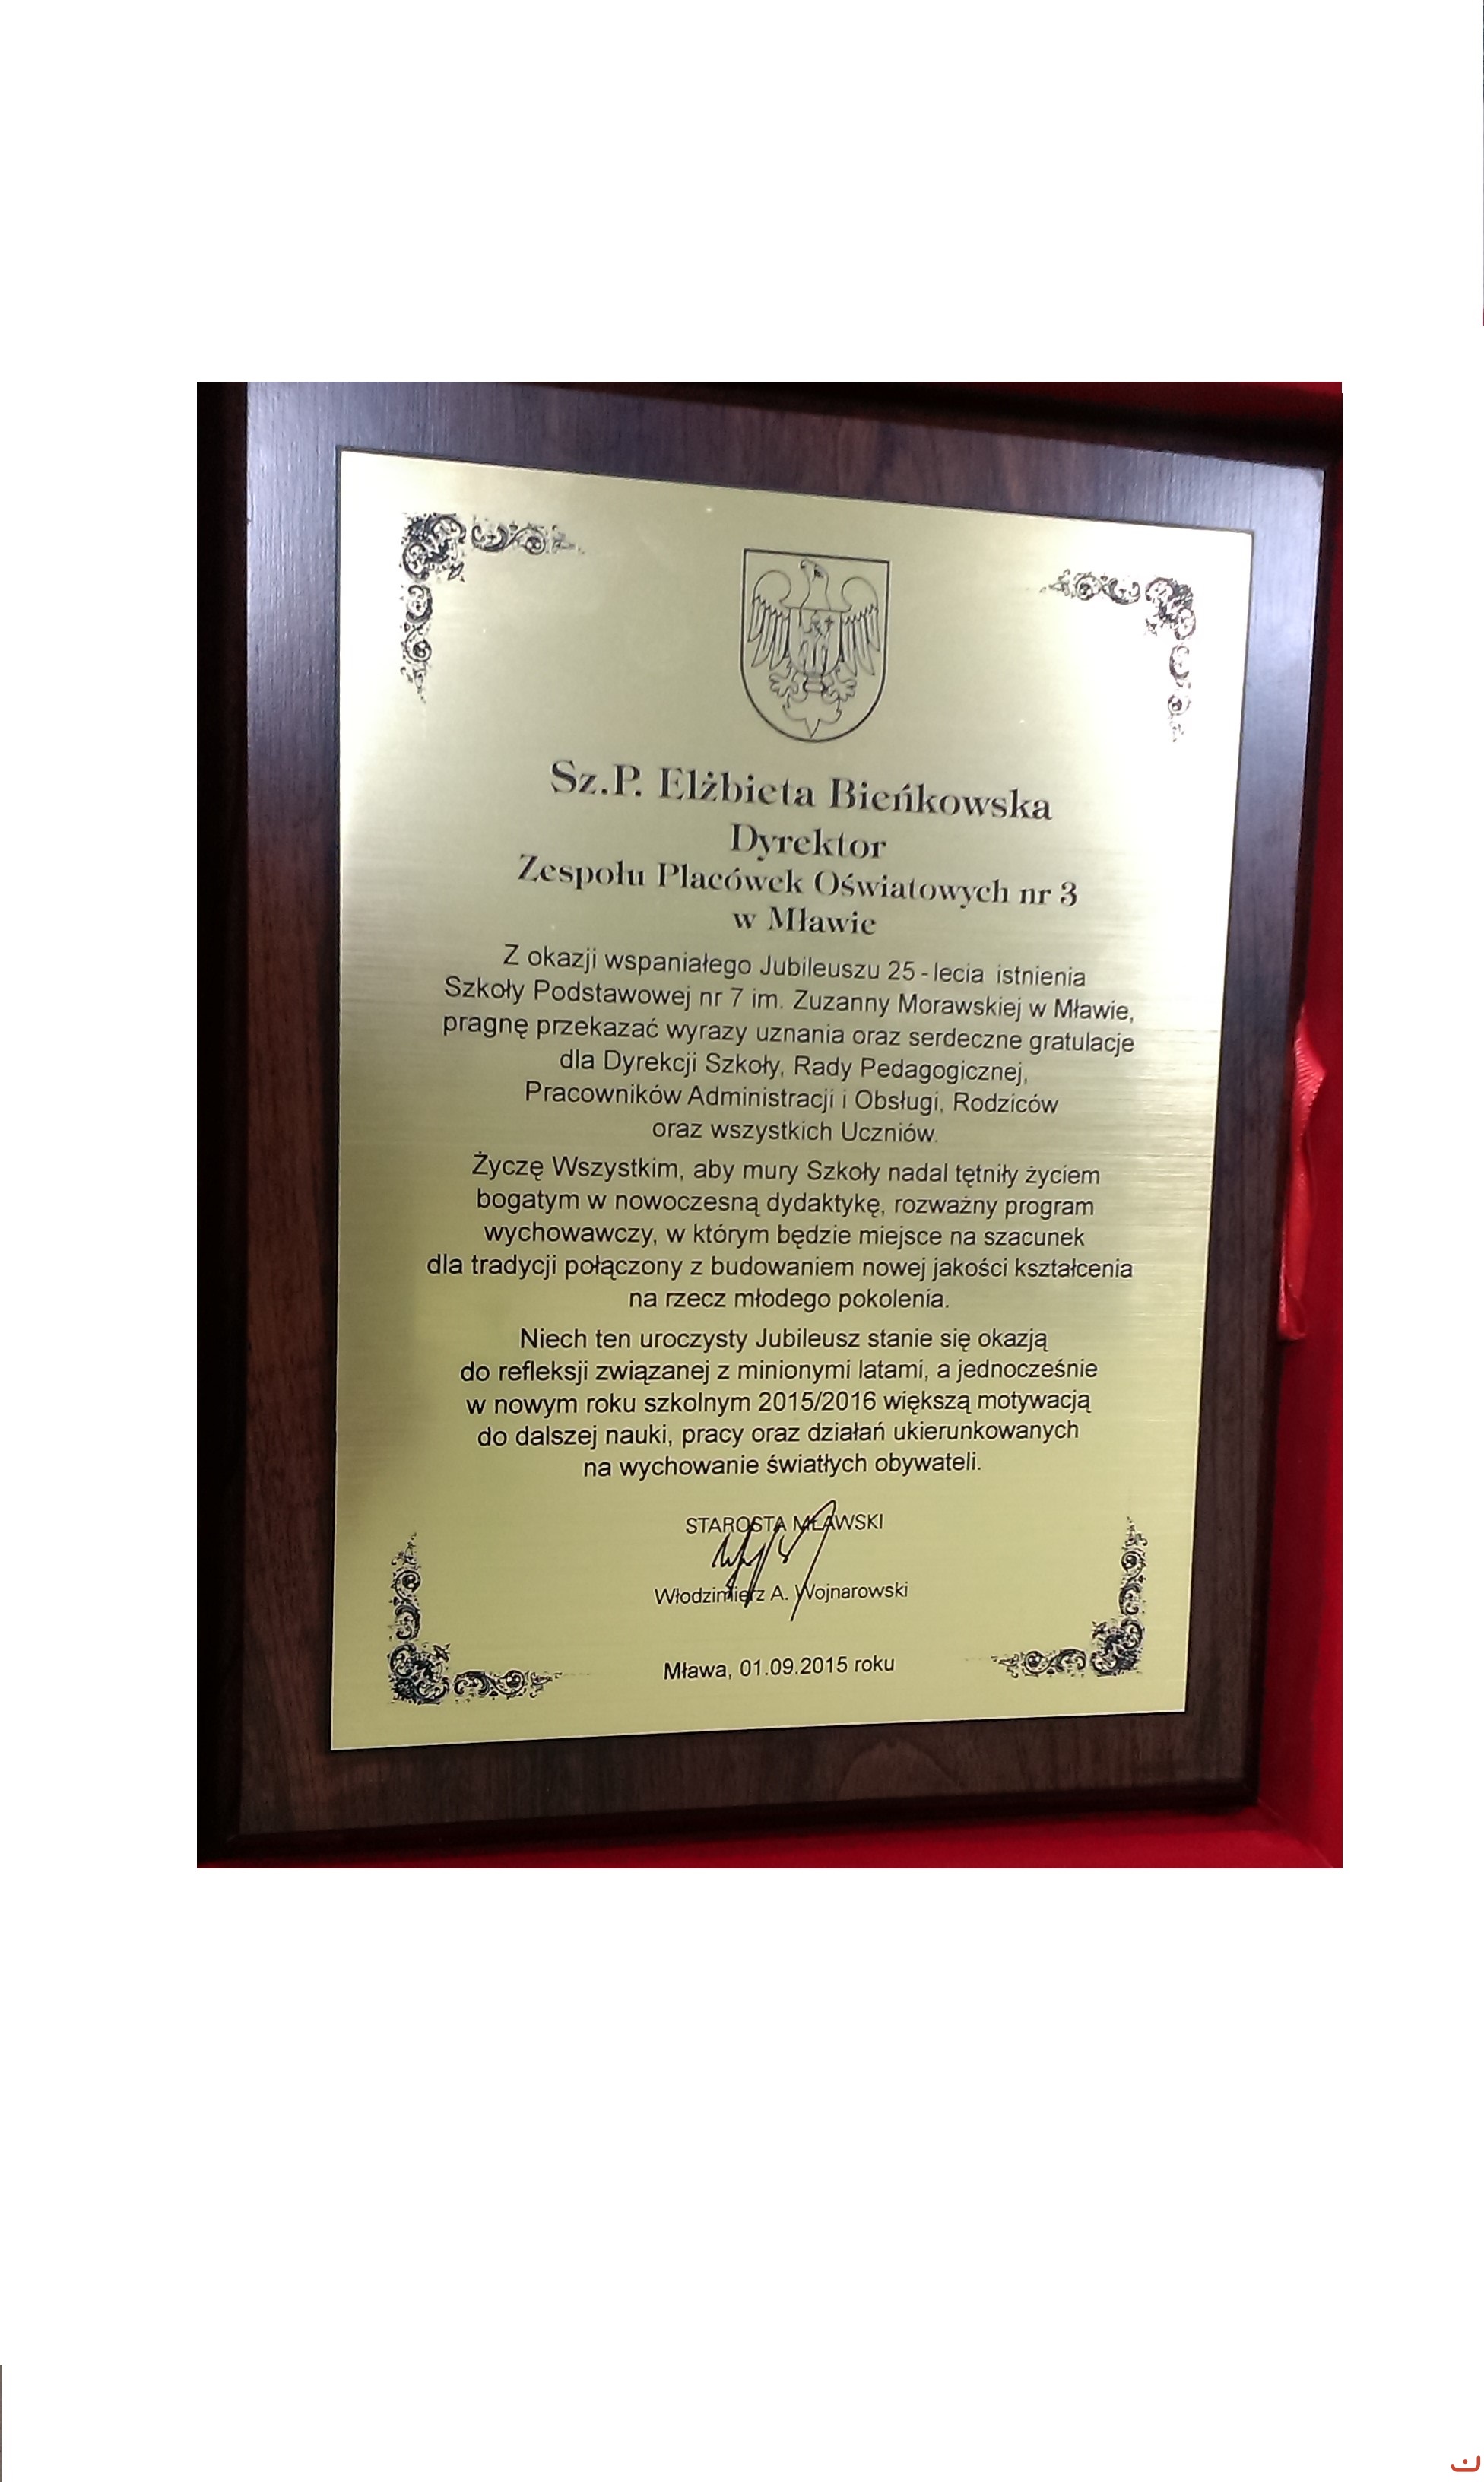 Sz.P. Elżbieta Bieńkowska
Dyrektor
Zespołu Placówek Oświatowych nr 3
w Mławie
Z okazji wspaniałego Jubileuszu 25 - lecia istnienia
Szkoły Podstawowej nr 7 im. Zuzanny Morawskiej w Mławie,
pragnę przekazać wyrazy uznania oraz serdeczne gratulacje
dla Dyrekcji Szkoły, Rady Pedagogicznej,
Pracowników Administracji i Obsługi, Rodziców
oraz wszystkich Uczniów.
Życzę Wszystkim, aby mury Szkoły nadal tętniły życiem
bogatym w nowoczesną dydaktykę, rozważny program
wychowawczy, w którym będzie miejsce na szacunek
dla tradycji połączony z budowaniem nowej jakości kształcenia
na rzecz młodego pokolenia.
Niech ten uroczysty Jubileusz stanie się okazją
do refleksji związanej z minionymi latami, a jednocześnie
w nowym roku szkolnym 2015/2016 większą motywacją
do dalszej nauki, pracy oraz działań ukierunkowanych
na wychowanie światłych obywateli.
STAROSTA MŁAWSKI
Włodzimierz A. Wojnarowski
Mława, 01.09.2015 roku